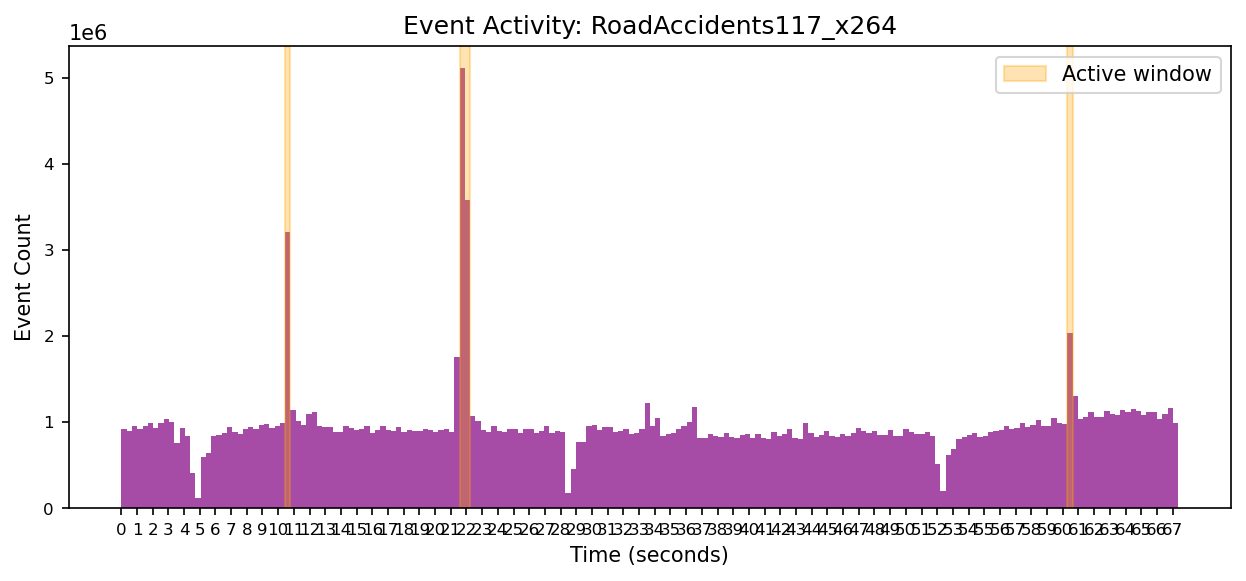 Event Activity: RoadAccidents117_x264
1e6
Active window
5
4
3
2
1
0
Event Count
0 1 2 3 4 5 6 7 8 9 10 11 12 13 14 15 16 17 18 19 20 21 22 23 24 25 26 27 28 29 30 31 32 33 34 35 36 37 38 39 40 41 42 43 44 45 46 47 48 49 50 51 52 53 54 55 56 57 58 59 60 61 62 63 64 65 66 67
Time (seconds)